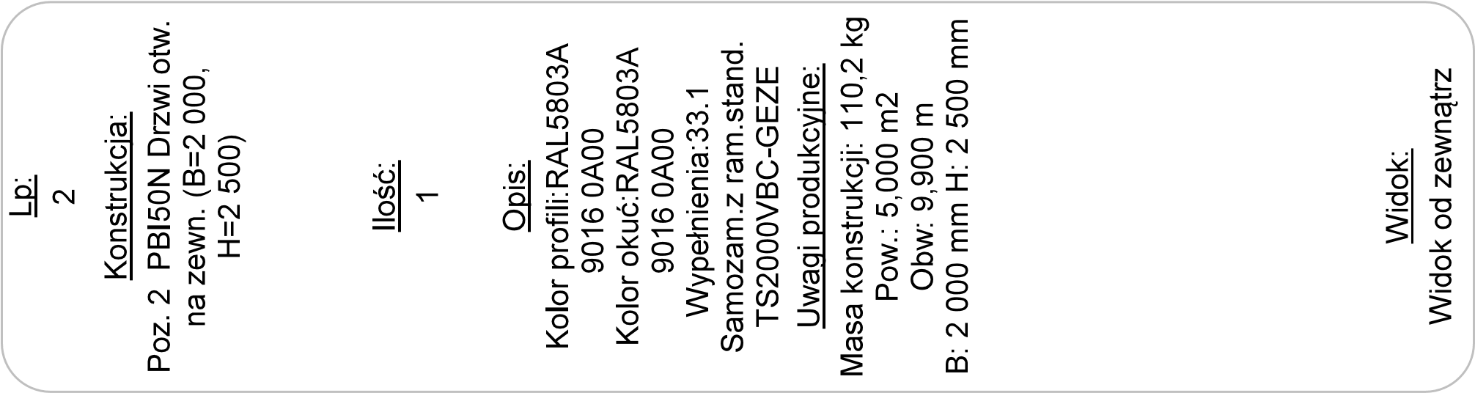 Lp:
2
Konstrukcja:
Poz. 2  PBI50N Drzwi otw.
na zewn. (B=2 000,
H=2 500)
Ilość:
1
Opis:
Kolor profili:RAL5803A
9016 0A00
Kolor okuć:RAL5803A
9016 0A00
Wypełnienia:33.1
Samozam.z ram.stand.
TS2000VBC-GEZE
Uwagi produkcyjne:
Masa konstrukcji: 110,2 kg
Pow.: 5,000 m2
Obw: 9,900 m
B: 2 000 mm H: 2 500 mm
Widok:
Widok od zewnątrz